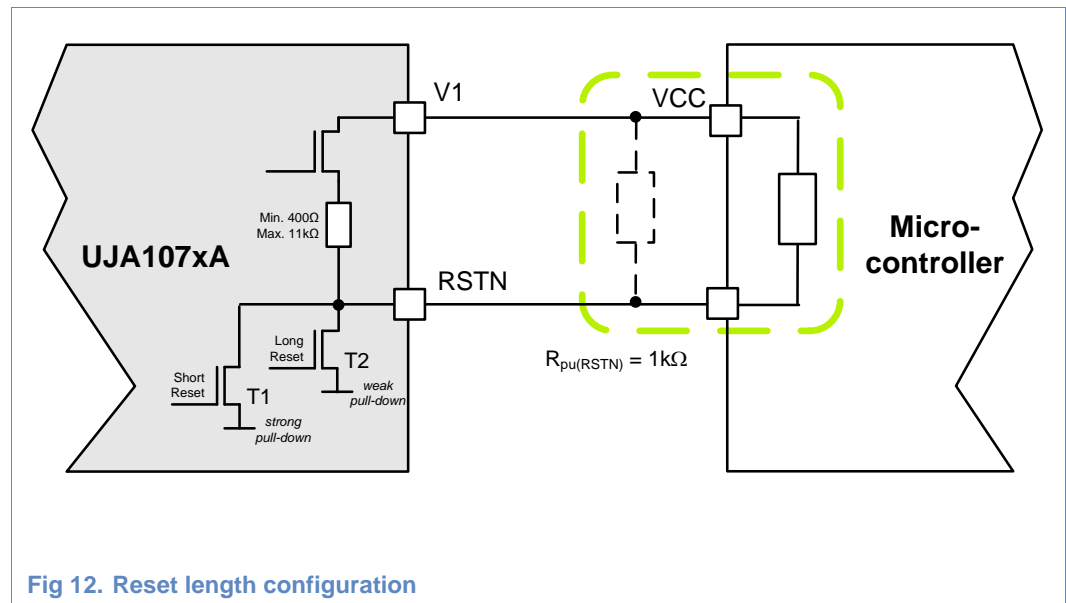 V1
VCC
Min. 400Ω
Max. 11kΩ
UJA107xA
Micro-
controller
RSTN
Long
Reset
T2
weak
pull-down
Short
Reset
T1
strong
pull-down
Rpu(RSTN) = 1kΩ
Fig 12. Reset length configuration